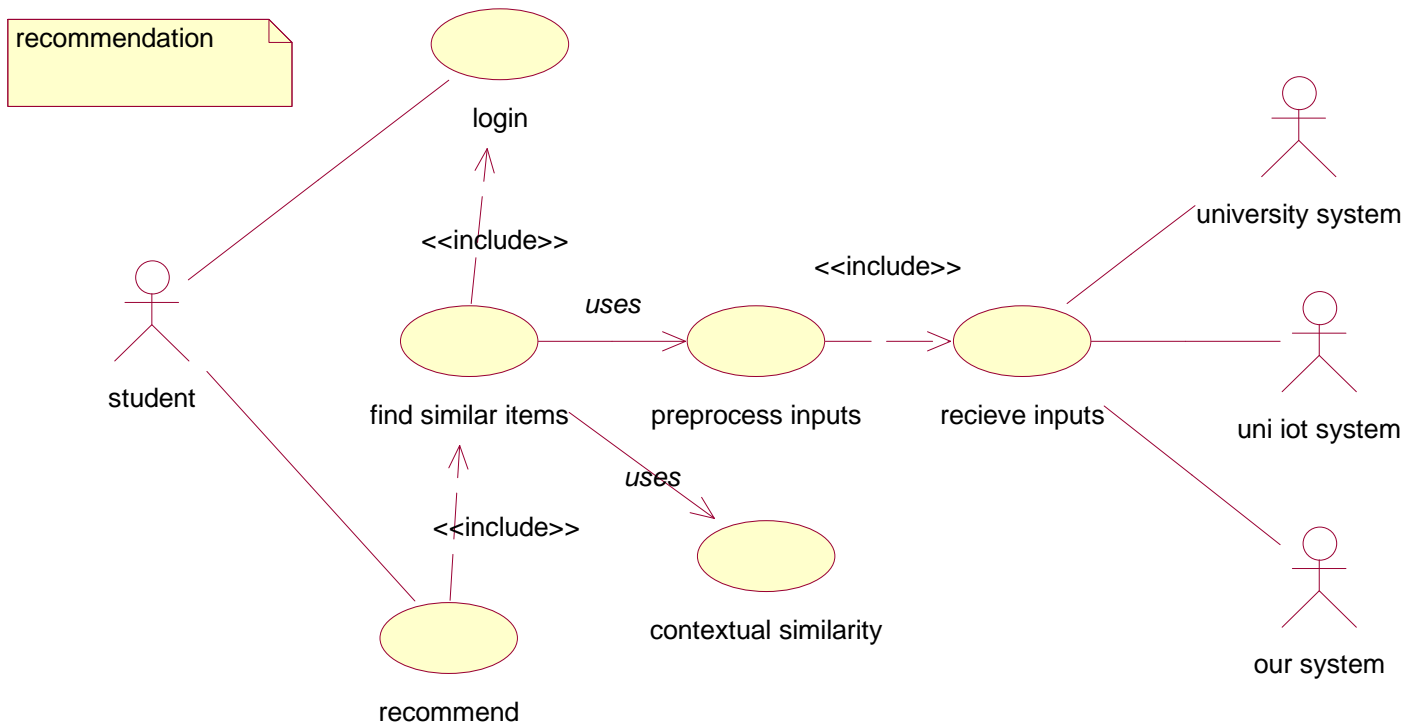 recommendation
login
<<include>>
university system
<<include>>
uses
student
find similar items
preprocess inputs
recieve inputs
uni iot system
uses
<<include>>
contextual similarity
our system
recommend